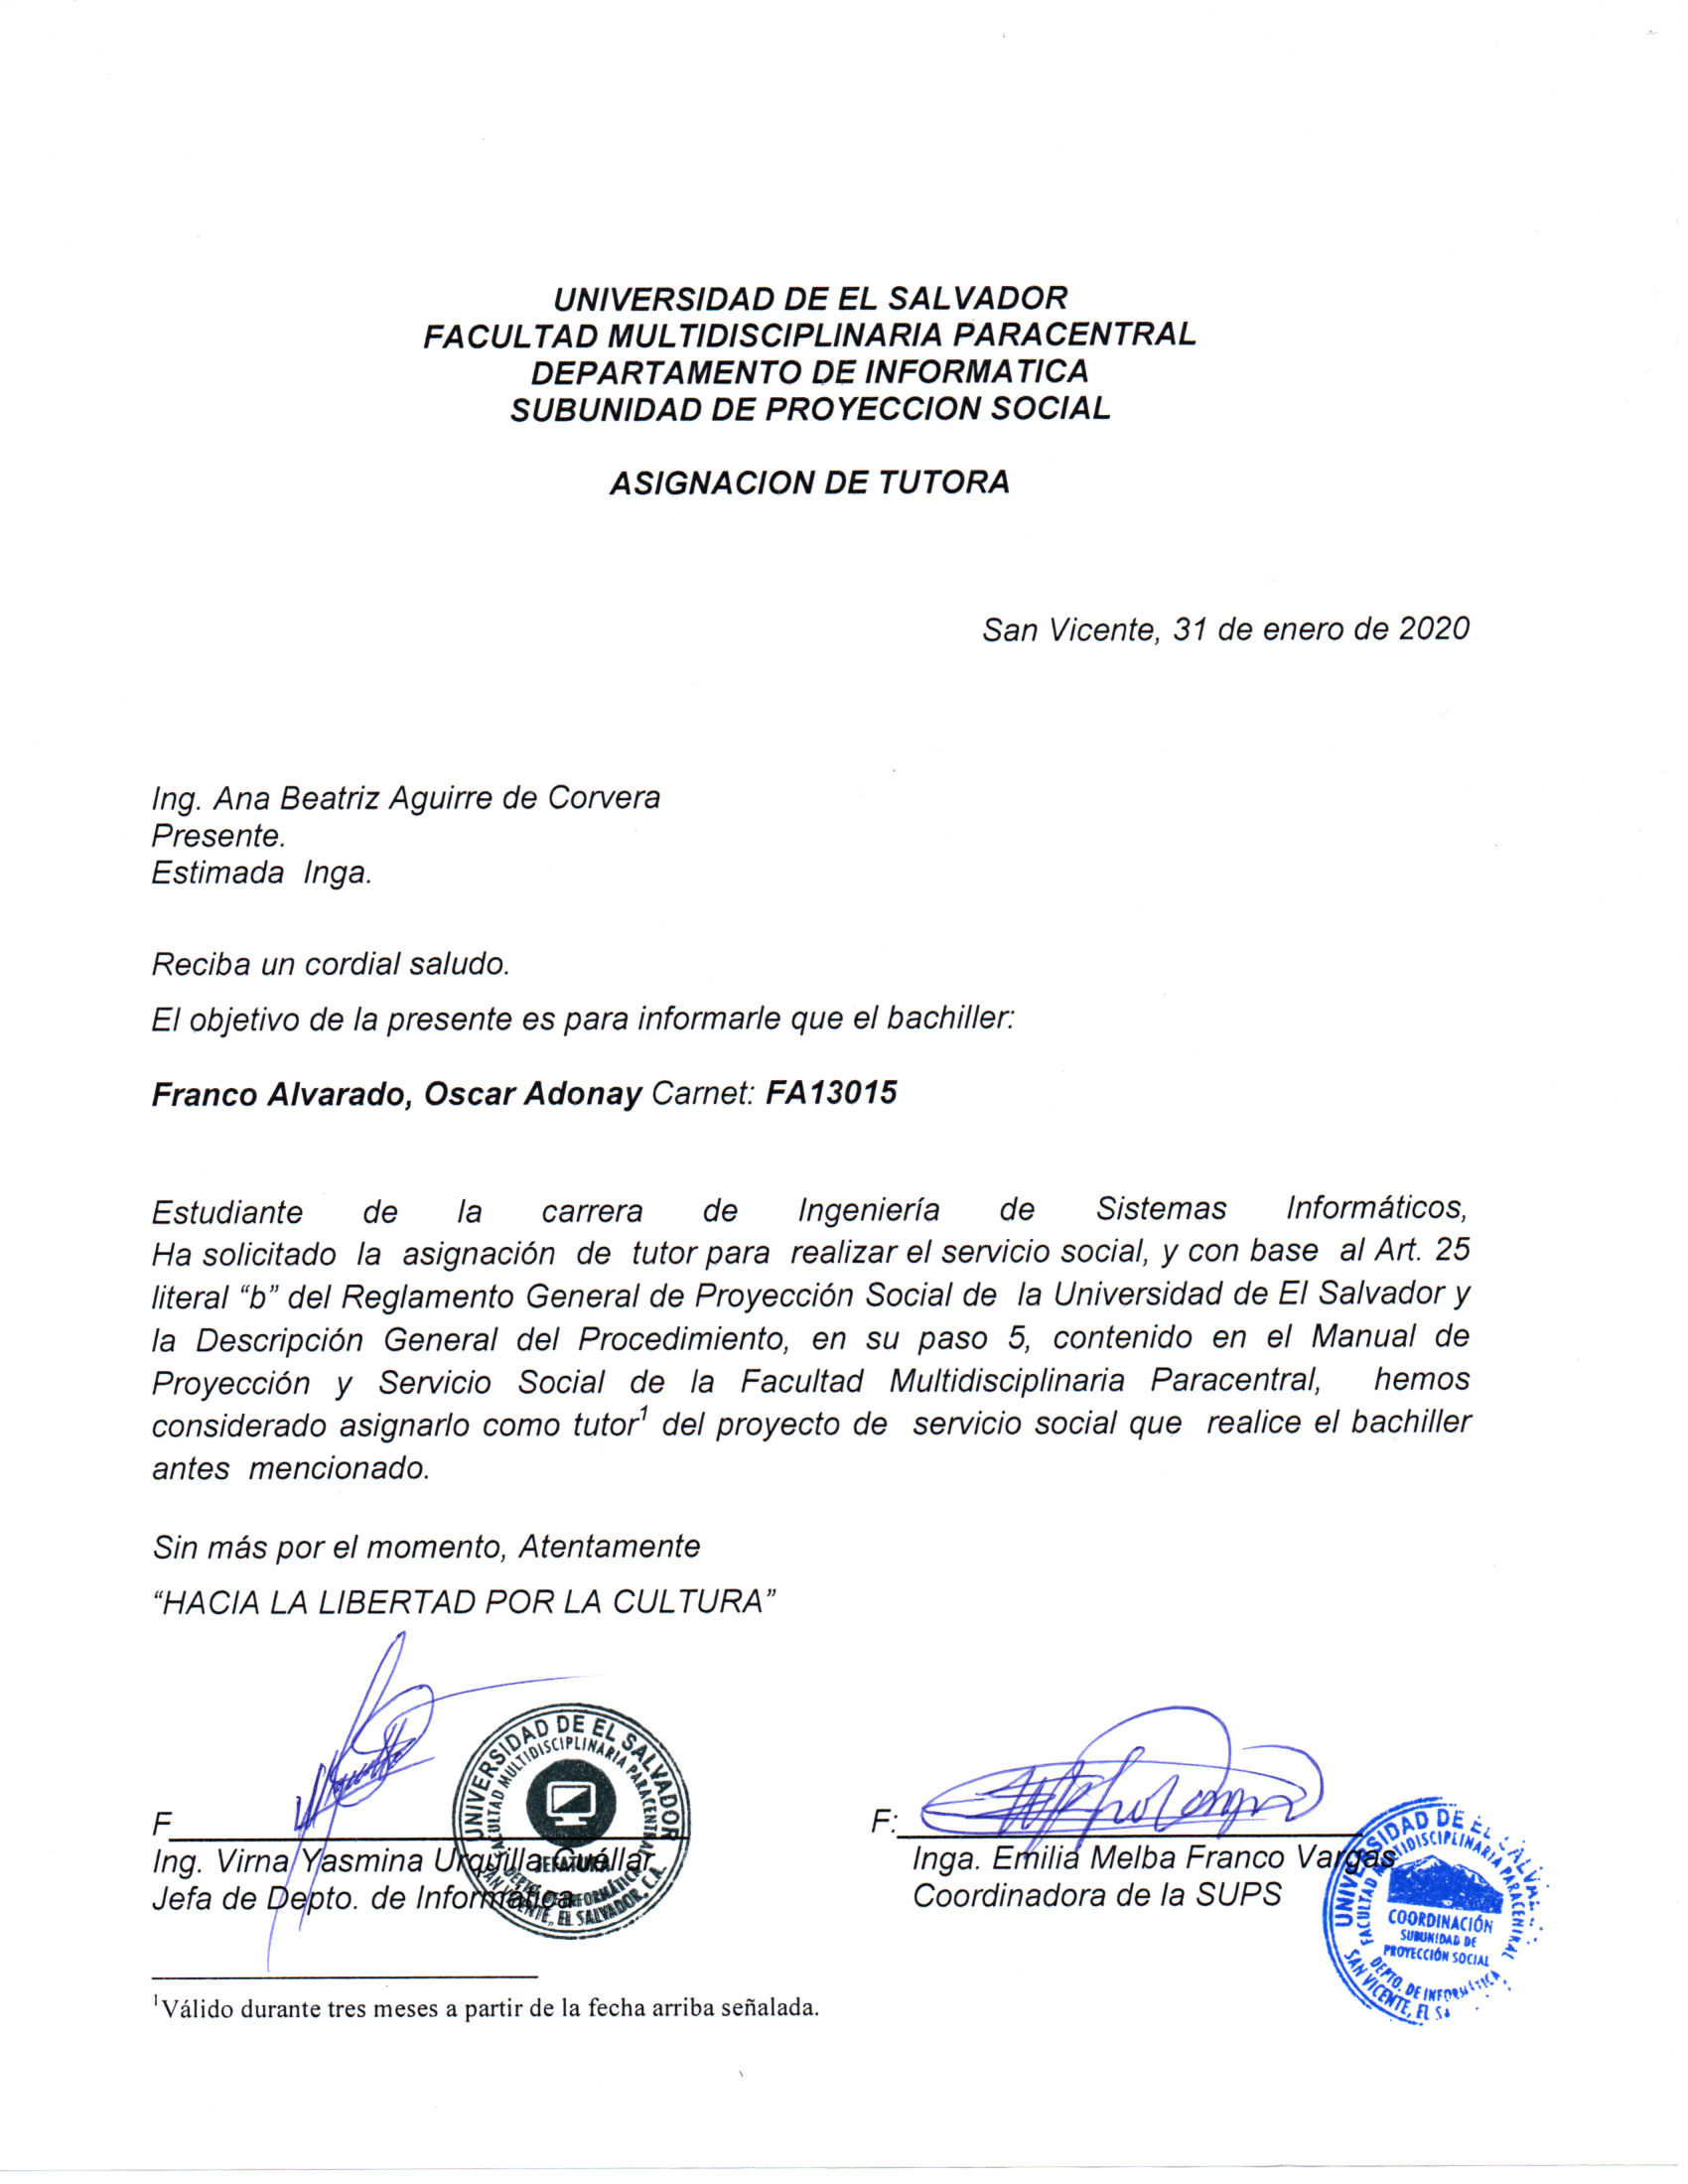 UNIVERSIDAD DE EL SALVADOR
FACULTAD MULTIDISCIPLINARIA PARACENTRAL
DEPARTAMENTO DE INFORMATICA
SUBUNIDAD DE PROYECCION SOCIAL
ASIGNACION DE TUTORA
San Vicente, 31 de enero de 2020
Ing. Ana Beatriz Aguirre de Corvera
Presente.
Estimada Inga.
Reciba un cordial saludo.
El objetivo de la presente es para informarle que el bachiller:
Franco Alvarado, Oscar Adonay Carnet: FA13015
Estudiante de la carrera de Ingeniería de Sistemas Informáticos,
Ha solicitado la asignación de tutor para realizar el servicio social, y con base al Art. 25
literal “b” del Reglamento General de Proyección Social de la Universidad de El Salvador y
la Descripción General del Procedimiento, en su paso 5, contenido en el Manual de
Proyección y Servicio Social de la Facultad Multidisciplinaria Paracentral, hemos
considerado asignarlo como tutor¹ del proyecto de servicio social que realice el bachiller
antes mencionado.
Sin más por el momento, Atentamente
“HACIA LA LIBERTAD POR LA CULTURA”
F
Ing. Virna Yasmina Urquilla Cuéllar
Jefa de Depto. de Informática
UNIVERSIDAD DE EL SALVADOR
FACULTAD MULTIDISCIPLINARIA PARACENTRAL
JEFATURA
DEPTO. DE INFORMÁTICA
SAN VICENTE, EL SALVADOR, C.A.
F:
Inga. Emilia Melba Franco Vargas
Coordinadora de la SUPS
UNIVERSIDAD DE EL SALVADOR
FACULTAD MULTIDISCIPLINARIA PARACENTRAL
COORDINACIÓN
SUBUNIDAD DE
PROYECCIÓN SOCIAL
DEPTO. DE INFORMÁTICA
SAN VICENTE, EL
¹Válido durante tres meses a partir de la fecha arriba señalada.